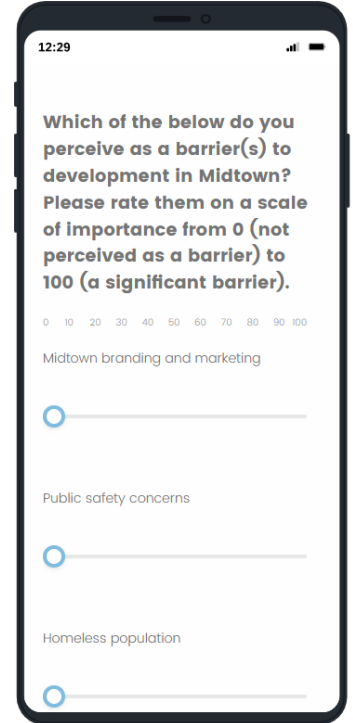 12:29
Which of the below do you
perceive as a barrier(s) to
development in Midtown?
Please rate them on a scale
of importance from 0 (not
perceived as a barrier) to
100 (a significant barrier).
0 10 20 30 40 50 60 70 80 90 100
Midtown branding and marketing
Public safety concerns
Homeless population